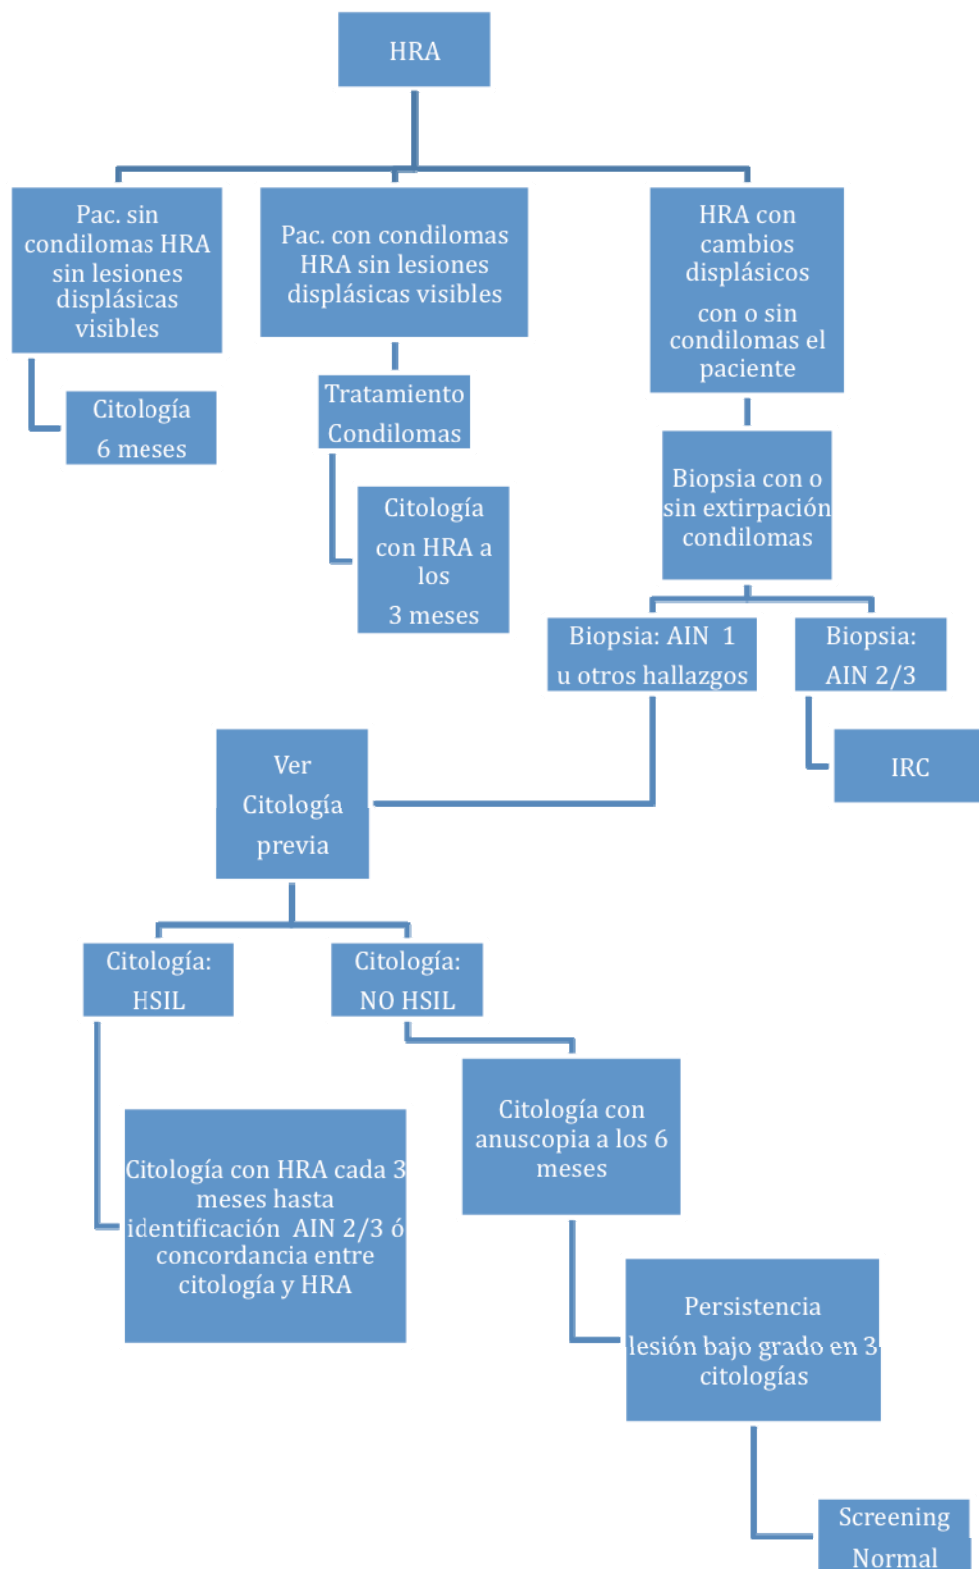 HRA
Pac. sin
condilomas HRA
sin lesiones
displásicas
visibles
Pac. con condilomas
HRA sin lesiones
displásicas visibles
HRA con
cambios
displásicos
con o sin
condilomas el
paciente
Citología
6 meses
Tratamiento
Condilomas
Citología
con HRA a
los
3 meses
Biopsia con o
sin extirpación
condilomas
Biopsia: AIN 1
u otros hallazgos
Biopsia:
AIN 2/3
IRC
Ver
Citología
previa
Citología:
HSIL
Citología:
NO HSIL
Citología con HRA cada 3
meses hasta
identificación AIN 2/3 ó
concordancia entre
citología y HRA
Citología con
anuscopia a los 6
meses
Persistencia
lesión bajo grado en 3
citologías
Screening
Normal